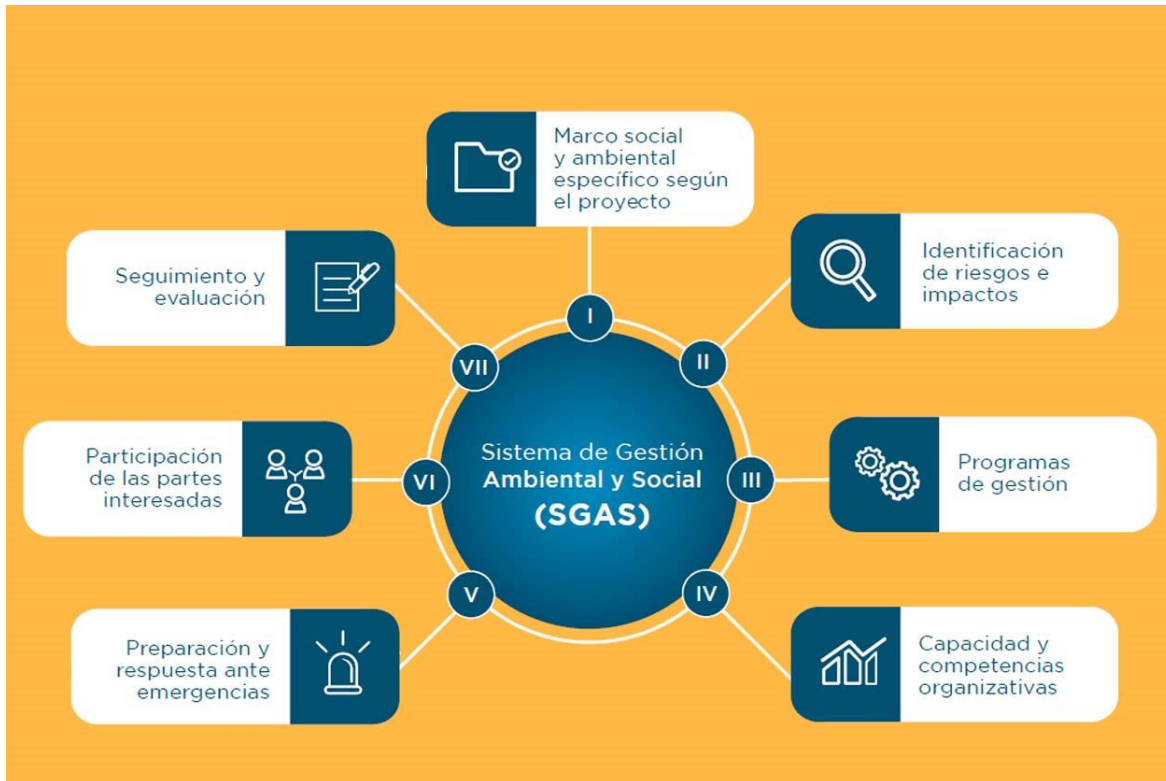 Marco social
y ambiental
específico según
el proyecto
I
Identificación
de riesgos e
impactos
II
Programas
de gestión
III
Capacidad y
competencias
organizativas
IV
Preparación y
respuesta ante
emergencias
V
Participación
de las partes
interesadas
VI
Seguimiento y
evaluación
VII
Sistema de Gestión
Ambiental y Social
(SGAS)